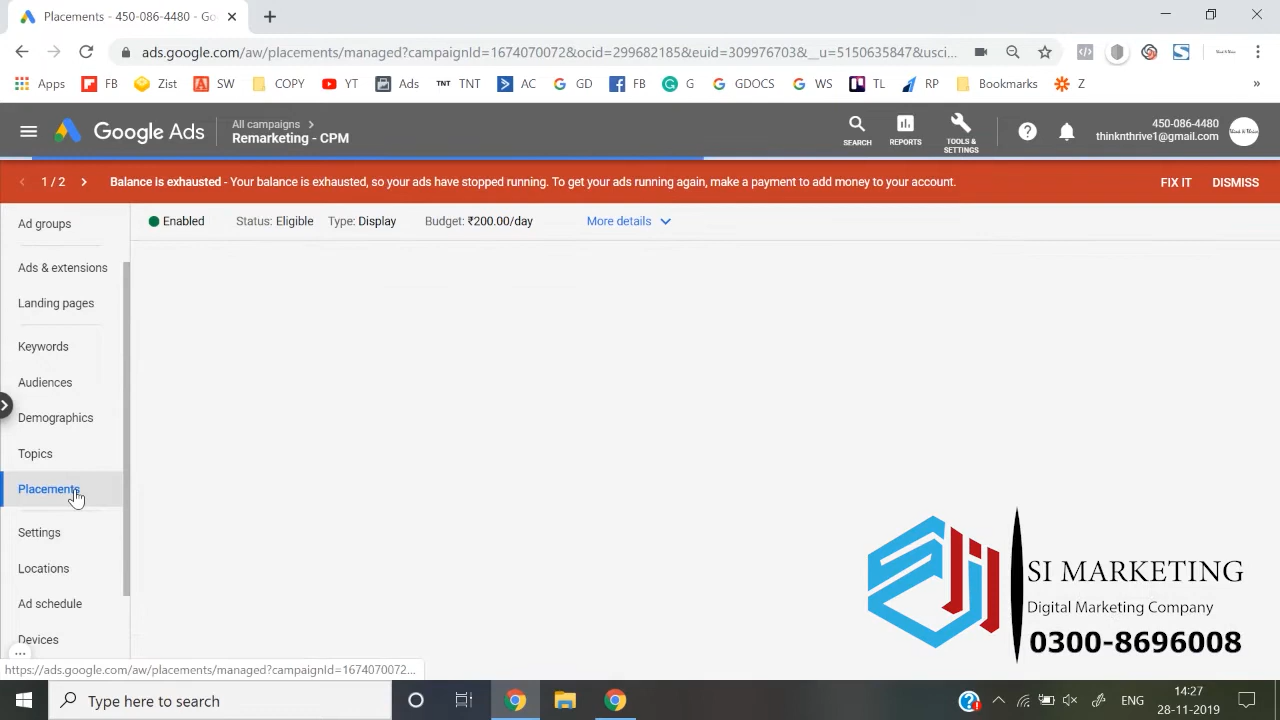 Placements - 450-086-4480 - Go
ads.google.com/aw/placements/managed?campaignId=1674070072&ocid=299682185&euid=309976703&__u=5150635847&usci...
Apps FB Zist SW COPY YT Ads TNT TNT AC GD FB G GDOCS WS TL RP Bookmarks Z »
Google Ads
All campaigns
Remarketing - CPM
SEARCH
REPORTS
TOOLS & SETTINGS
450-086-4480
thinknthrive1@gmail.com
1 / 2
Balance is exhausted - Your balance is exhausted, so your ads have stopped running. To get your ads running again, make a payment to add money to your account.
FIX IT
DISMISS
Enabled Status: Eligible Type: Display Budget: ₹200.00/day More details
Ad groups
Ads & extensions
Landing pages
Keywords
Audiences
Demographics
Topics
Placements
Settings
Locations
Ad schedule
Devices
SI MARKETING
Digital Marketing Company
0300-8696008
https://ads.google.com/aw/placements/managed?campaignId=1674070072...
Type here to search
ENG
14:27
28-11-2019